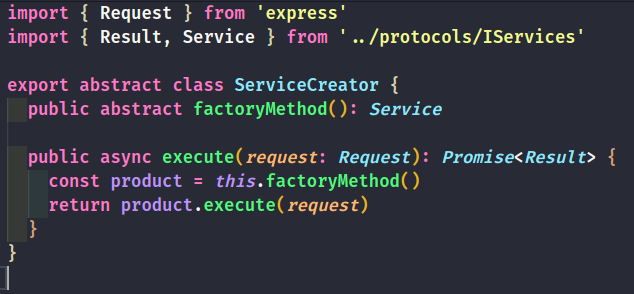 import { Request } from 'express'
import { Result, Service } from '../protocols/IServices'
export abstract class ServiceCreator {
public abstract factoryMethod(): Service
public async execute(request: Request): Promise<Result> {
const product = this.factoryMethod()
return product.execute(request)
}
}